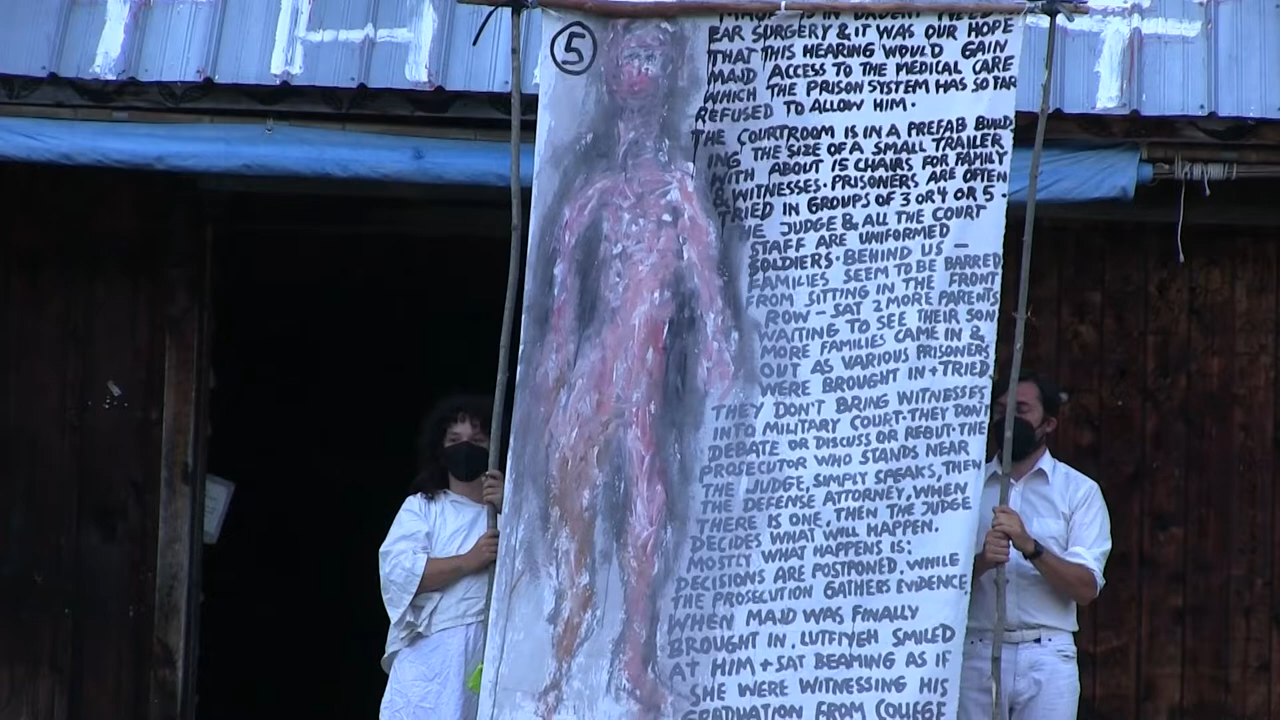 5
MAJD IS IN URGENT NEED
EAR SURGERY & IT WAS OUR HOPE
THAT THIS HEARING WOULD GAIN
MAJD ACCESS TO THE MEDICAL CARE
WHICH THE PRISON SYSTEM HAS SO FAR
REFUSED TO ALLOW HIM.
THE COURTROOM IS IN A PREFAB BUILD
ING THE SIZE OF A SMALL TRAILER
WITH ABOUT 15 CHAIRS FOR FAMILY
& WITNESSES. PRISONERS ARE OFTEN
TRIED IN GROUPS OF 3 OR 4 OR 5.
THE JUDGE & ALL THE COURT
STAFF ARE UNIFORMED
SOLDIERS. BEHIND US –
FAMILIES SEEM TO BE BARRED
FROM SITTING IN THE FRONT
ROW – SAT 2 MORE PARENTS
WAITING TO SEE THEIR SON
MORE FAMILIES CAME IN &
OUT AS VARIOUS PRISONERS
WERE BROUGHT IN + TRIED.
THEY DON'T BRING WITNESSES
INTO MILITARY COURT. THEY DON'T
DEBATE OR DISCUSS OR REBUT. THE
PROSECUTOR WHO STANDS NEAR
THE JUDGE, SIMPLY SPEAKS, THEN
THE DEFENSE ATTORNEY, WHEN
THERE IS ONE, THEN THE JUDGE
DECIDES WHAT WILL HAPPEN.
MOSTLY WHAT HAPPENS IS:
DECISIONS ARE POSTPONED, WHILE
THE PROSECUTION GATHERS EVIDENCE.
WHEN MAJD WAS FINALLY
BROUGHT IN, LUTFIYEH SMILED
AT HIM + SAT BEAMING AS IF
SHE WERE WITNESSING HIS
GRADUATION FROM COLLEGE